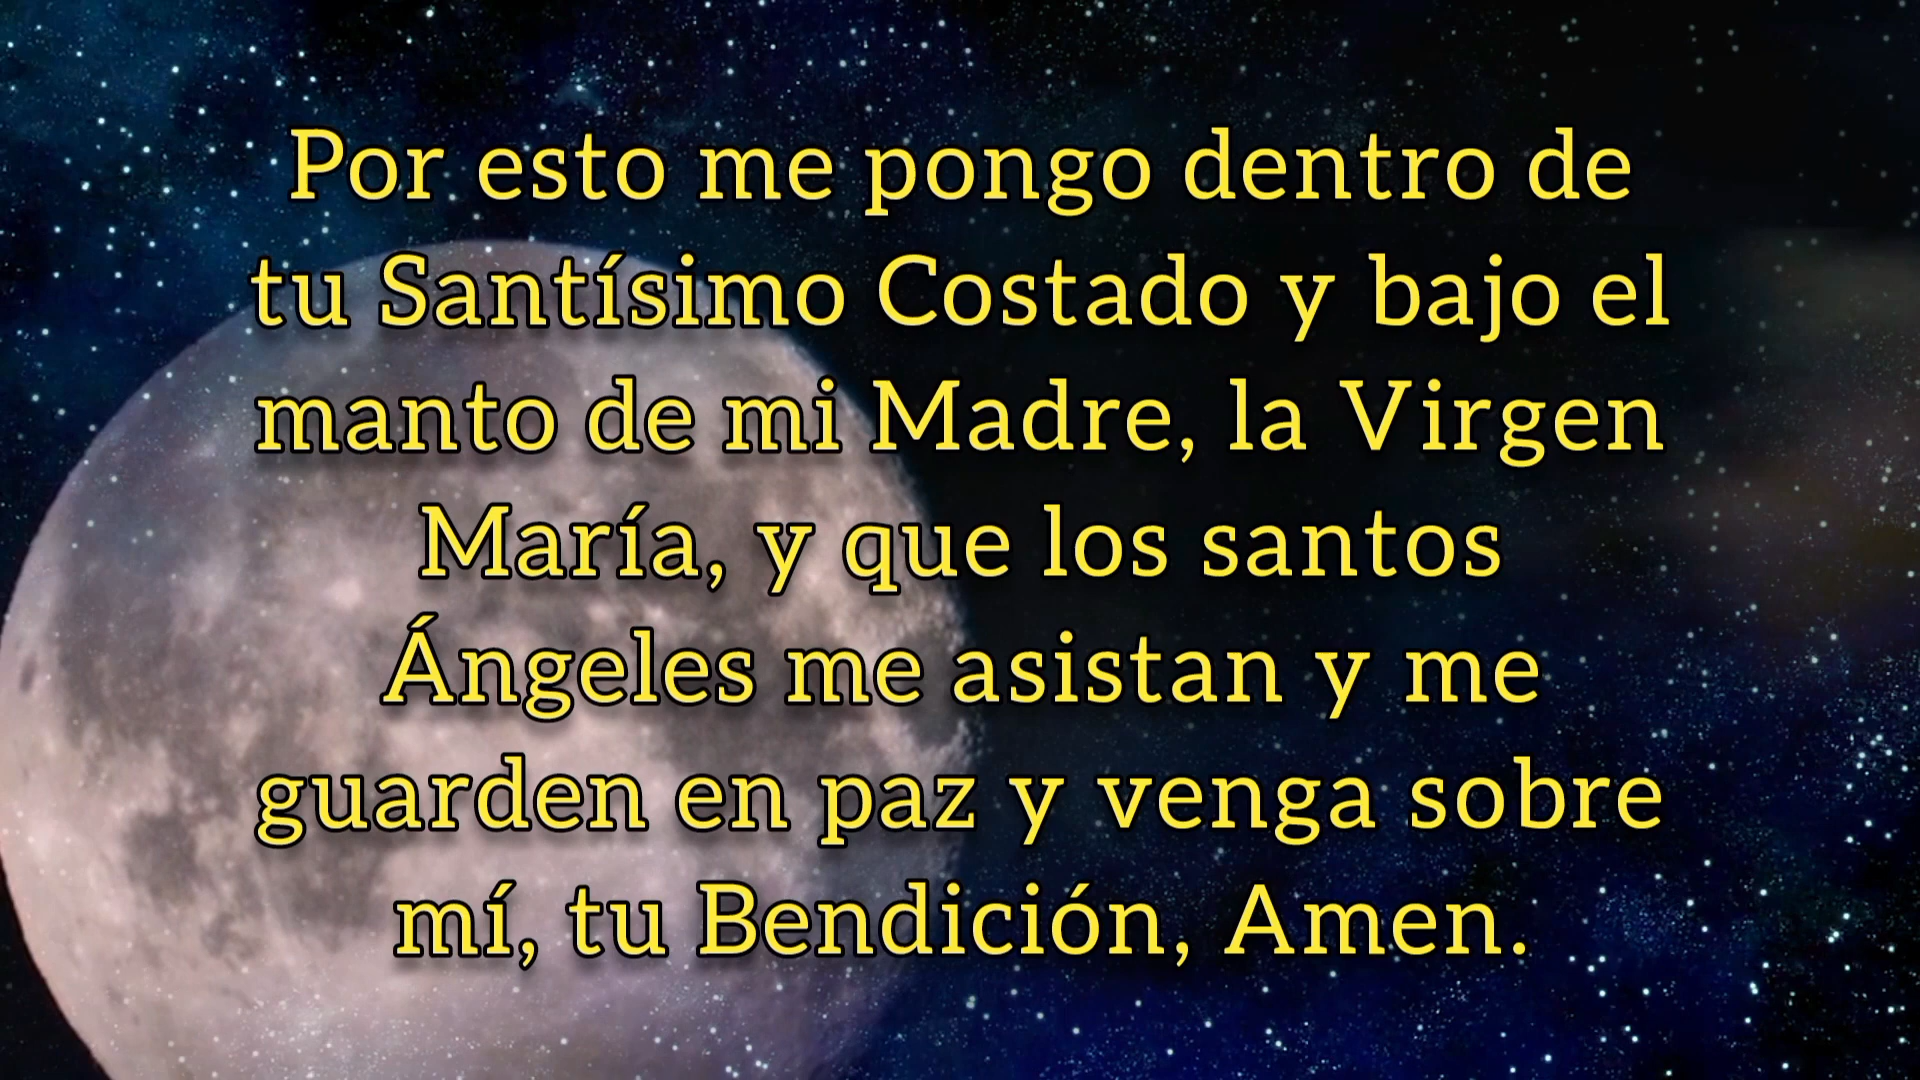 Por esto me pongo dentro de
tu Santísimo Costado y bajo el
manto de mi Madre, la Virgen
María, y que los santos
Ángeles me asistan y me
guarden en paz y venga sobre
mí, tu Bendición, Amen.